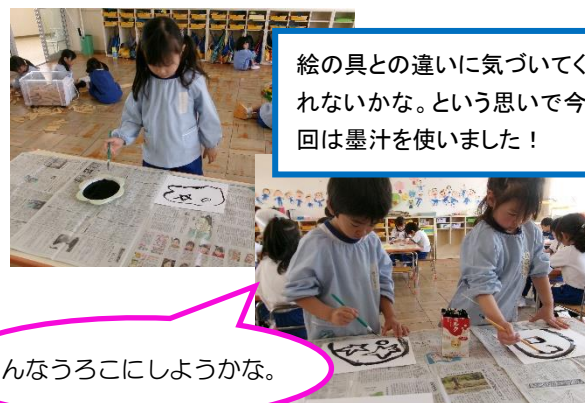 絵の具との違いに気づいてく
れないかな。という思いで今
回は墨汁を使いました！
んなうろこにしようかな。